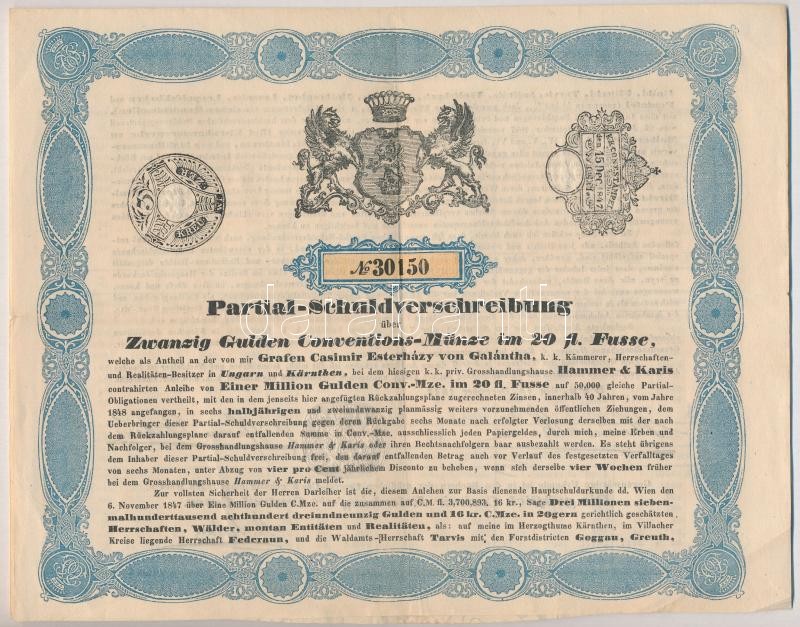 3
KREU
K.K.CONTR.STÄMPEL
den 15 Dec. 1847
№ 30150
Partial-Schuldverschreibung
über
Zwanzig Gulden Conventions-Münze im 20 fl. Fusse,
welche als Antheil an der von mir Grafen Casimir Esterházy von Galántha, k. k. Kämmerer, Herrschaften-
und Realitäten-Besitzer in Ungarn und Kärnthen, bei dem hiesigen k. k. priv. Grosshandlungshause Hammer & Karis
contrahirten Anleihe von Einer Million Gulden Conv.-Mze. im 20 fl. Fusse auf 50,000 gleiche Partial-
Obligationen vertheilt, mit den in dem jenseits hier angefügten Rückzahlungsplane zugerechneten Zinsen, innerhalb 40 Jahren, vom Jahre
1848 angefangen, in sechs halbjährigen und zweiundzwanzig planmässig weiters vorzunehmenden öffentlichen Ziehungen, dem
Ueberbringer dieser Partial-Schuldverschreibung gegen deren Rückgabe sechs Monate nach erfolgter Verlosung derselben mit der nach
dem Rückzahlungsplane darauf entfallenden Summe in Conv.-Mze. ausschliesslich jeden Papiergeldes, durch mich, meine Erben und
Nachfolger, bei dem Grosshandlungshause Hammer & Karis oder ihren Rechtsnachfolgern baar ausbezahlt werden. Es steht übrigens
dem Inhaber dieser Partial-Schuldverschreibung frei, den darauf entfallenden Betrag auch vor Verlauf des festgesetzten Verfalltages
von sechs Monaten, unter Abzug von vier pro Cent jährlichen Disconto zu beheben, wenn sich derselbe vier Wochen früher
bei dem Grosshandlungshause Hammer & Karis meldet.
Zur vollsten Sicherheit der Herren Darleiher ist die, diesem Anlehen zur Basis dienende Hauptschuldurkunde dd. Wien den
6. November 1847 über Eine Million Gulden C.Mze. auf die zusammen auf C.M. fl. 3,700,893, 16 kr., Sage Drei Millionen sieben-
malhunderttausend achthundert dreiundneunzig Gulden und 16 kr. C.Mze. in 20gern gerichtlich geschätzten
Herrschaften, Wälder, montan Entitäten und Realitäten, als: auf meine im Herzogthume Kärnthen, im Villacher
Kreise liegende Herrschaft Federaun, und die Waldamts-Herrschaft Tarvis mit den Forstdistricten Goggau, Greuth,
darabanth